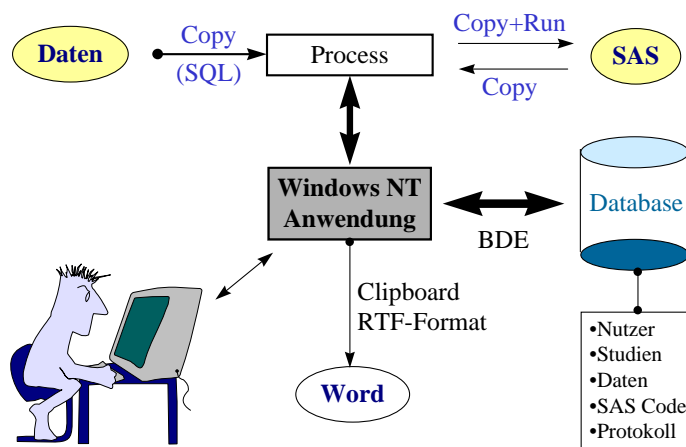 Daten
Copy
(SQL)
Process
Copy+Run
Copy
SAS
Windows NT
Anwendung
BDE
Database
Clipboard
RTF-Format
Word
•Nutzer
•Studien
•Daten
•SAS Code
•Protokoll